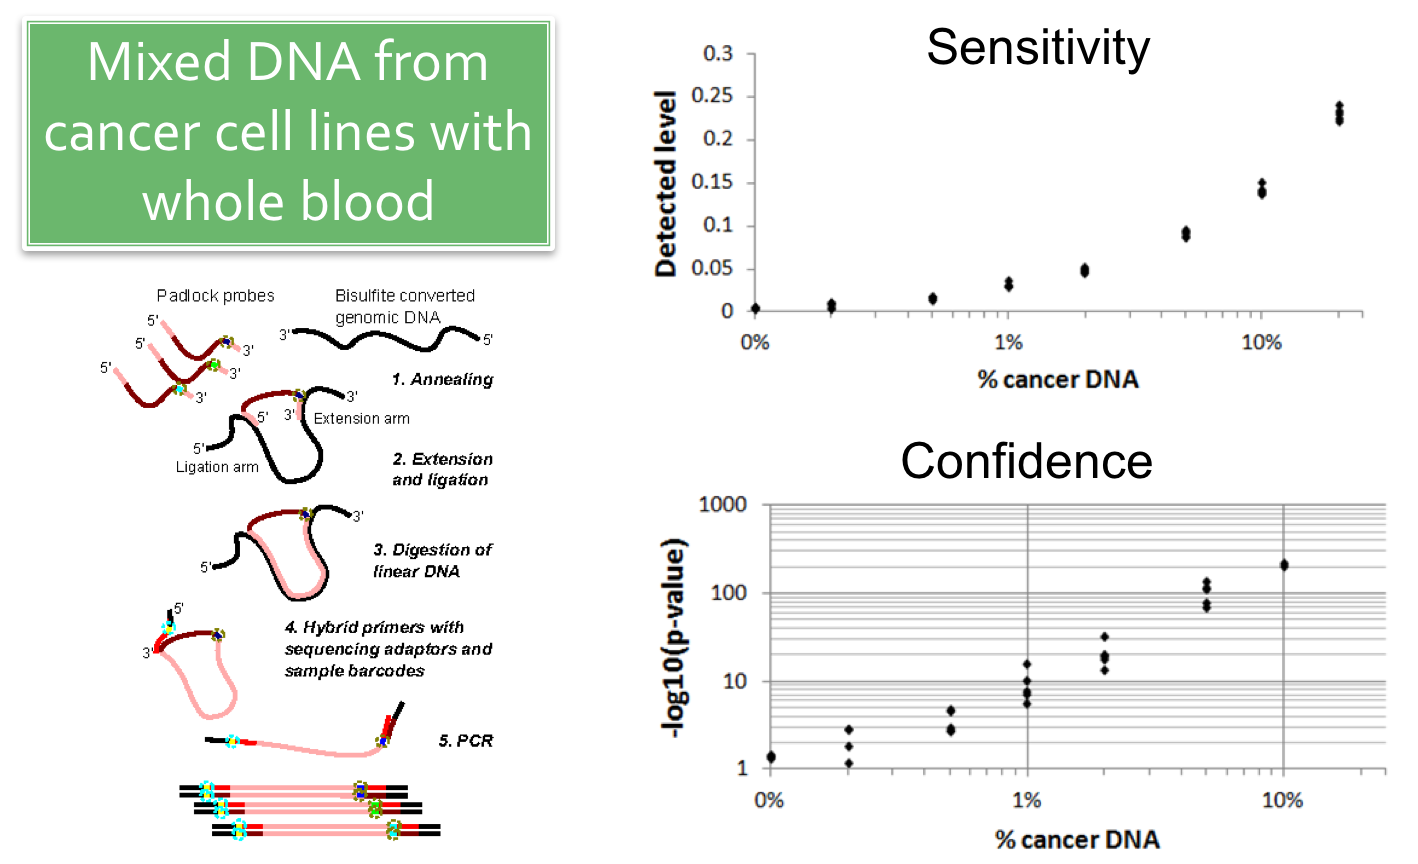 Mixed DNA from
cancer cell lines with
whole blood
Padlock probes
Bisulfite converted
genomic DNA
5'
5'
5'
3'
3'
3'
3'
5'
1. Annealing
3'
5'
3'
Extension arm
5'
Ligation arm
2. Extension
and ligation
3'
5'
3. Digestion of
linear DNA
5'
3'
4. Hybrid primers with
sequencing adaptors and
sample barcodes
5. PCR
Sensitivity
Detected level
0.3
0.25
0.2
0.15
0.1
0.05
0
0%
1%
10%
% cancer DNA
Confidence
-log10(p-value)
1000
100
10
1
0%
1%
10%
% cancer DNA